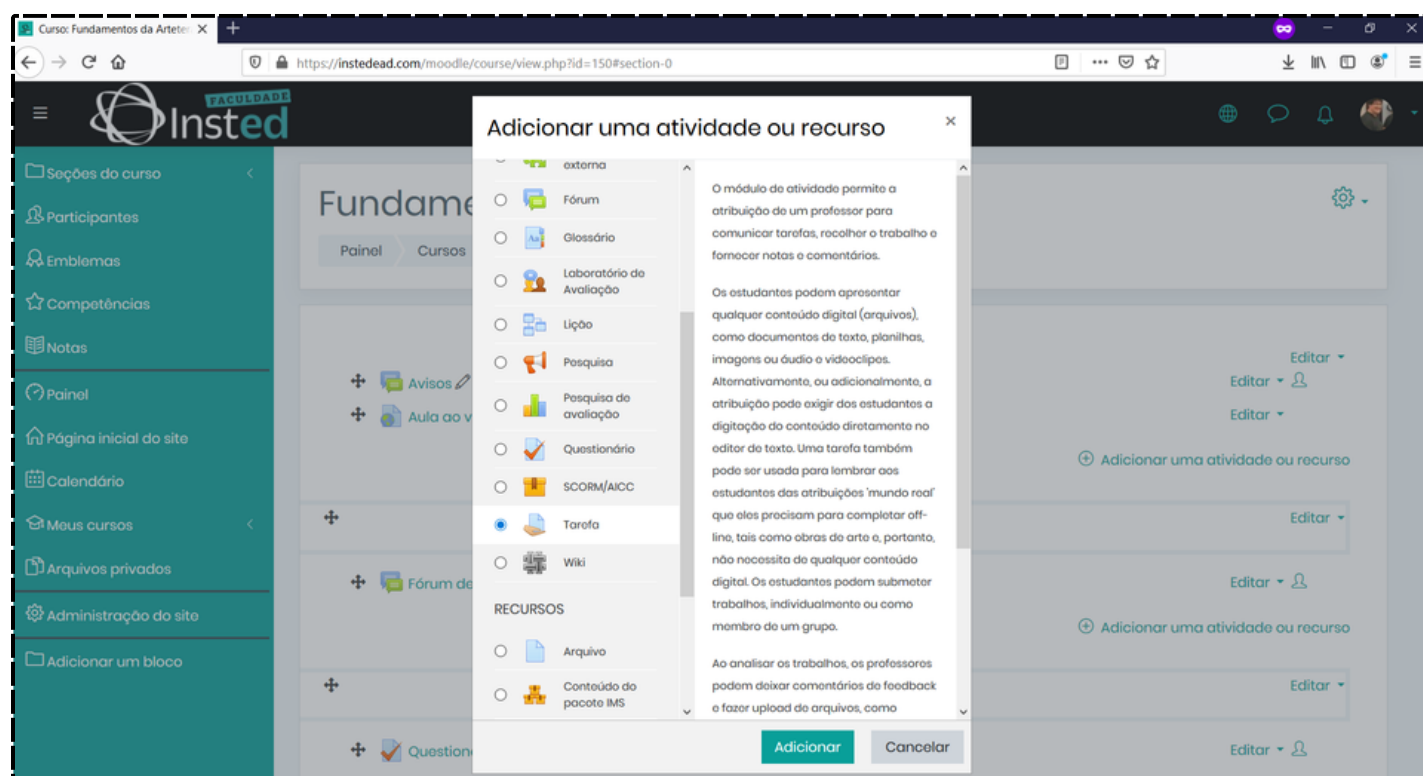 Curso: Fundamentos da Arteter
https://instedead.com/moodle/course/view.php?id=150#section-0
FACULDADE
Insted
Seções do curso
Participantes
Emblemas
Competências
Notas
Painel
Página inicial do site
Calendário
Meus cursos
Arquivos privados
Administração do site
Adicionar um bloco
Fundame
Painel
Cursos
Avisos
Aula ao v
Fórum de
Question
Adicionar uma atividade ou recurso
×
externa
Fórum
Glossário
Laboratório de
Avaliação
Lição
Pesquisa
Pesquisa de
avaliação
Questionário
SCORM/AICC
Tarefa
Wiki
RECURSOS
Arquivo
Conteúdo do
pacote IMS
O módulo de atividade permite a
atribuição de um professor para
comunicar tarefas, recolher o trabalho e
fornecer notas e comentários.
Os estudantes podem apresentar
qualquer conteúdo digital (arquivos),
como documentos de texto, planilhas,
imagens ou áudio e videoclipes.
Alternativamente, ou adicionalmente, a
atribuição pode exigir dos estudantes a
digitação do conteúdo diretamente no
editor de texto. Uma tarefa também
pode ser usada para lembrar aos
estudantes das atribuições 'mundo real'
que eles precisam para completar off-
line, tais como obras de arte e, portanto,
não necessita de qualquer conteúdo
digital. Os estudantes podem submeter
trabalhos, individualmente ou como
membro de um grupo.
Ao analisar os trabalhos, os professores
podem deixar comentários de feedback
e fazer upload de arquivos, como
Adicionar
Cancelar
Editar
Editar
Editar
Adicionar uma atividade ou recurso
Editar
Editar
Adicionar uma atividade ou recurso
Editar
Editar